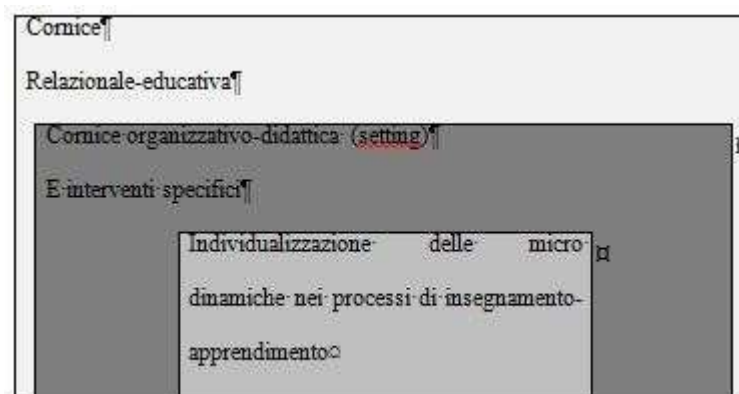 Cornice¶
Relazionale-educativa¶
Cornice·organizzativo-didattica·(setting)¶
E·interventi·specifici¶
Individualizzazione· delle· micro·
dinamiche·nei·processi·di·insegnamento-
apprendimento¤